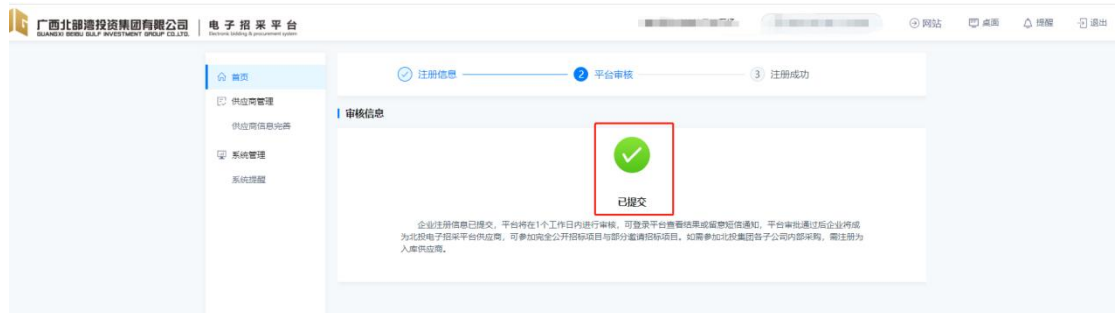 广西北部湾投资集团有限公司
GUANGXI BEIBU GULF INVESTMENT GROUP CO.,LTD.
电子招采平台
Electronic bidding & procurement system
网站
桌面
提醒
退出
首页
供应商管理
供应商信息完善
系统管理
系统提醒
注册信息
2 平台审核
3 注册成功
审核信息
已提交
企业注册信息已提交，平台将在1个工作日内进行审核，可登录平台查看结果或留意短信通知，平台审批通过后企业将成
为北投电子招采平台供应商，可参加完全公开招标项目与部分邀请招标项目。如需参加北投集团各子公司内部采购，需注册为
入库供应商。